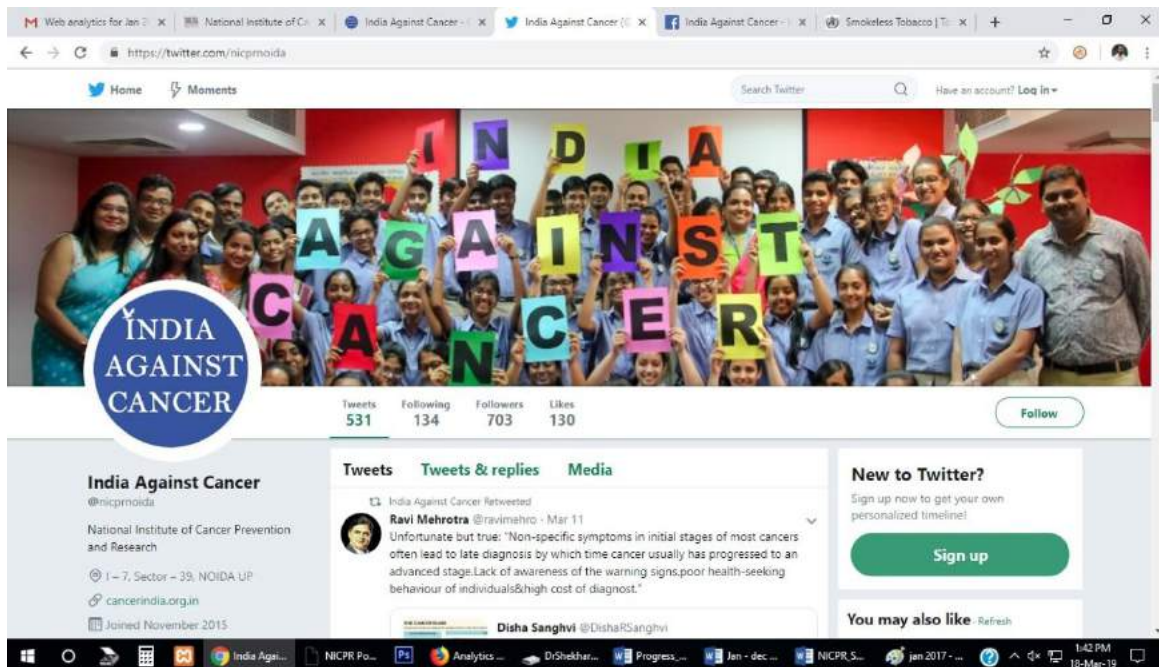 Web analytics for Jan 2
National Institute of Ca
India Against Cancer - 
India Against Cancer (@
India Against Cancer - 
Smokeless Tobacco | T
https://twitter.com/nicprnoida
Home
Moments
Search Twitter
Have an account? Log in
INDIA
AGAINST
CANCER
INDIA
AGAINST
CANCER
Tweets Following Followers Likes
531 134 703 130
Follow
India Against Cancer
@nicprnoida
National Institute of Cancer Prevention
and Research
I – 7, Sector – 39, NOIDA UP
cancerindia.org.in
Joined November 2015
Tweets Tweets & replies Media
India Against Cancer Retweeted
Ravi Mehrotra @ravimehro · Mar 11
Unfortunate but true: "Non-specific symptoms in initial stages of most cancers
often lead to late diagnosis by which time cancer usually has progressed to an
advanced stage.Lack of awareness of the warning signs,poor health-seeking
behaviour of individuals&high cost of diagnost."
Disha Sanghvi @DishaRSanghvi
New to Twitter?
Sign up now to get your own
personalized timeline!
Sign up
You may also like · Refresh
India Agai...
NICPR Po...
Ps
Analytics ...
DrShekhar...
Progress_...
Jan - dec ...
NICPR_S...
jan 2017 - ...
1:42 PM
18-Mar-19